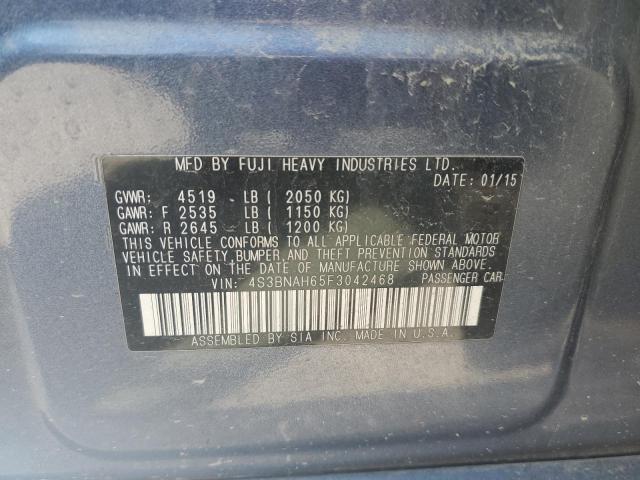 MFD BY FUJI HEAVY INDUSTRIES LTD.
DATE: 01/15
GVWR: 4519 LB ( 2050 KG)
GAWR: F 2535 LB ( 1150 KG)
GAWR: R 2645 LB ( 1200 KG)
THIS VEHICLE CONFORMS TO ALL APPLICABLE FEDERAL MOTOR
VEHICLE SAFETY, BUMPER, AND THEFT PREVENTION STANDARDS
IN EFFECT ON THE DATE OF MANUFACTURE SHOWN ABOVE.
VIN: 4S3BNAH65F3042468 PASSENGER CAR
ASSEMBLED BY SIA INC. MADE IN U.S.A.